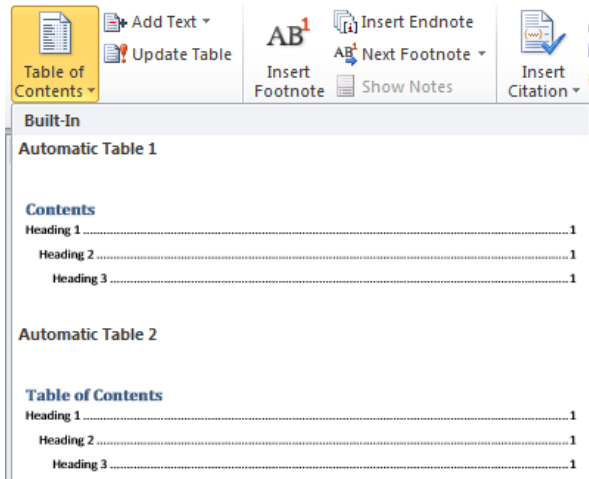 Table of Contents
Add Text
Update Table
AB1
Insert Footnote
Insert Endnote
AB1 Next Footnote
Show Notes
Insert Citation
Built-In
Automatic Table 1
Contents
Heading 1 1
Heading 2 1
Heading 3 1
Automatic Table 2
Table of Contents
Heading 1 1
Heading 2 1
Heading 3 1